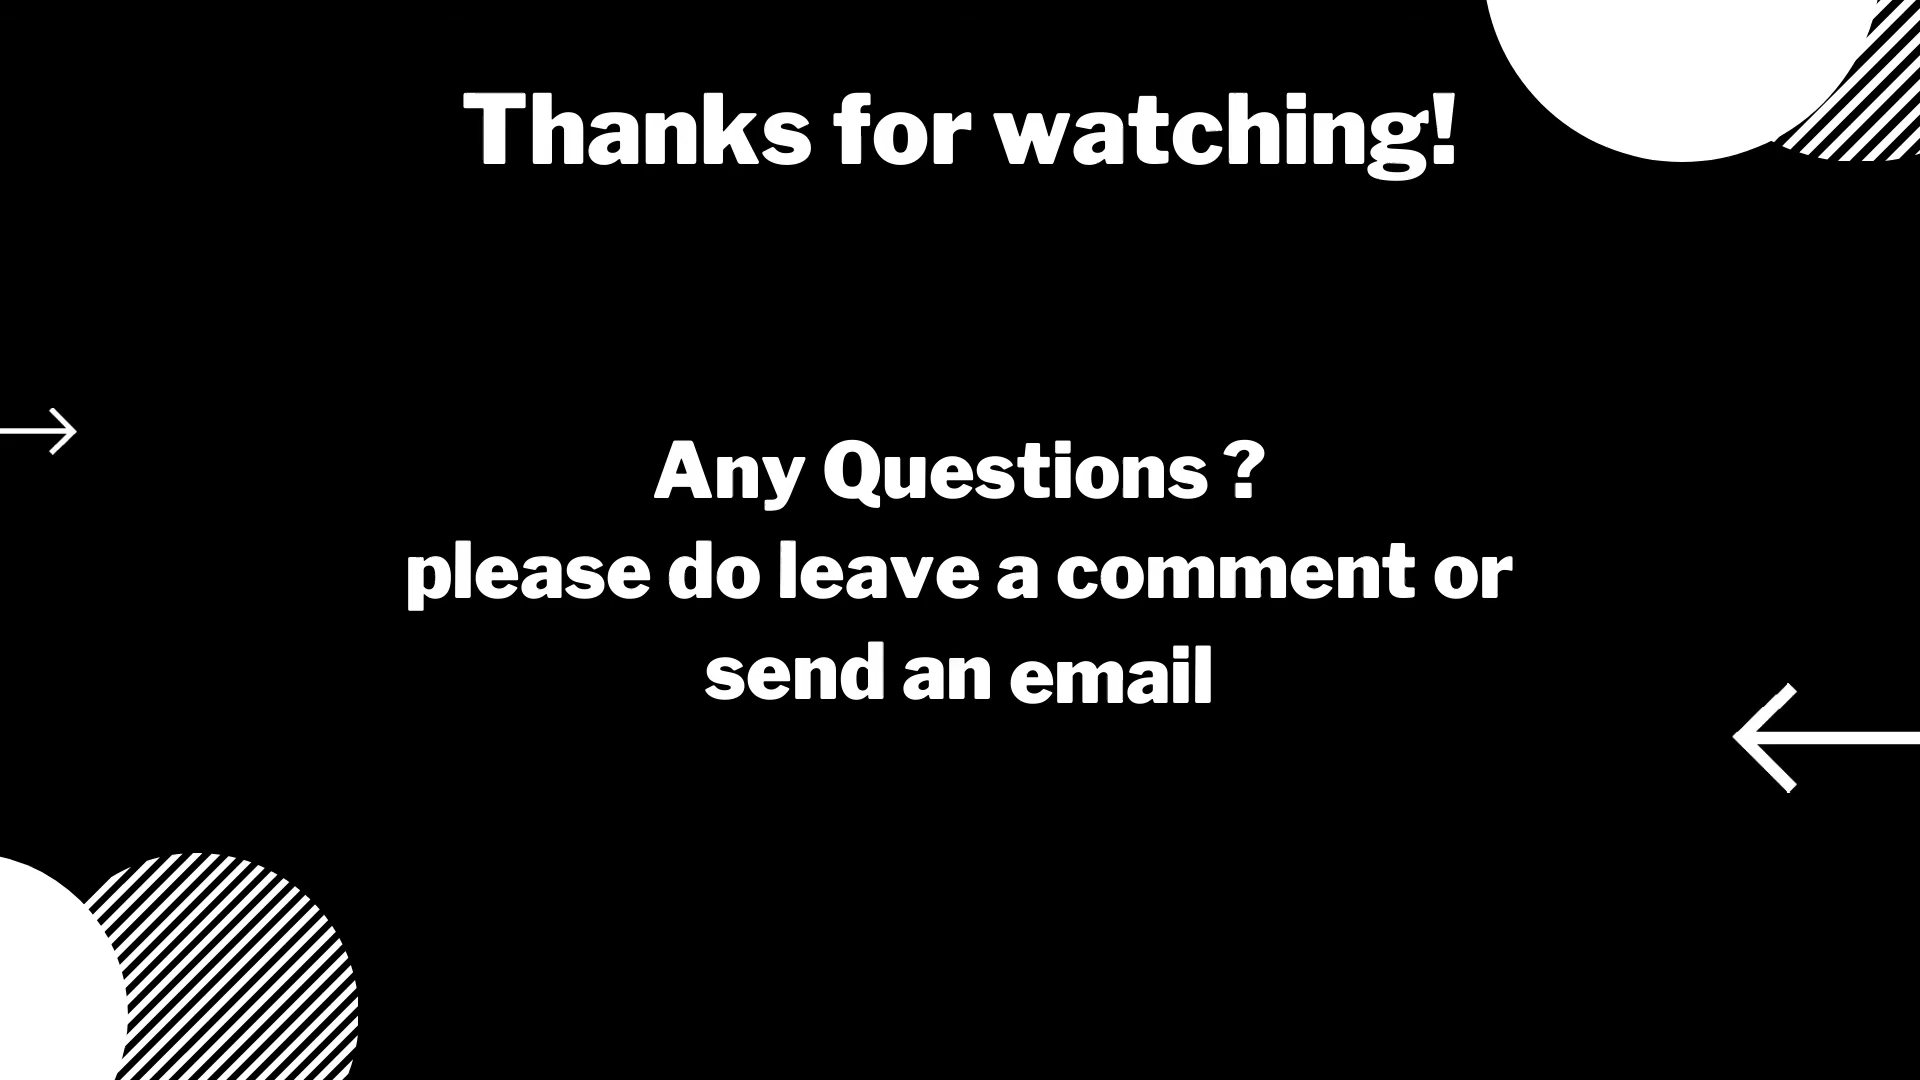 Thanks for watching!
Any Questions ?
please do leave a comment or
send an email